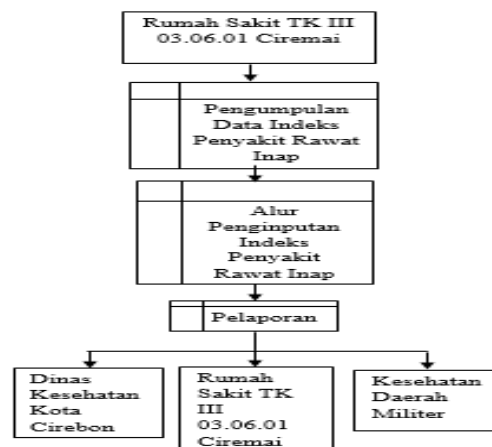 Rumah Sakit TK III
03.06.01 Ciremai
Pengumpulan
Data Indeks
Penyakit Rawat
Inap
Alur
Penginputan
Indeks
Penyakit
Rawat Inap
Pelaporan
Dinas
Kesehatan
Kota
Cirebon
Rumah
Sakit TK
III
03.06.01
Ciremai
Kesehatan
Daerah
Militer